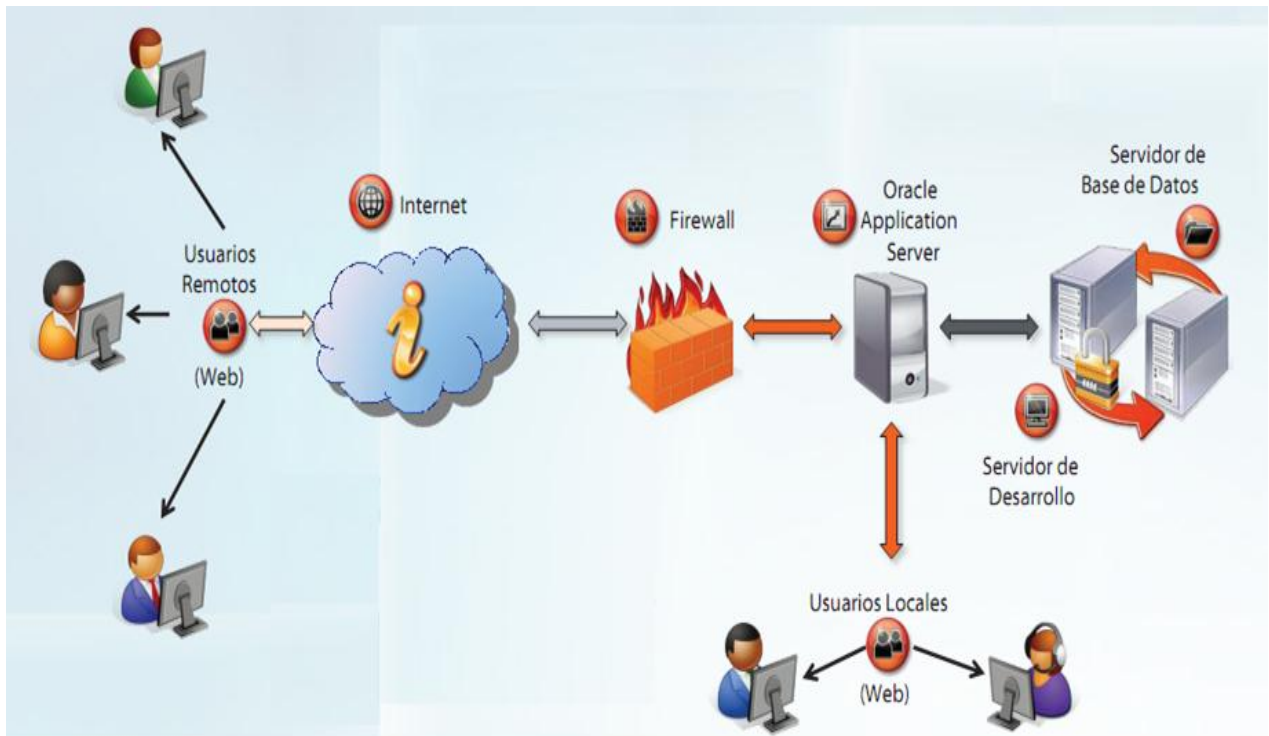 Usuarios
Remotos
(Web)
Internet
Firewall
Oracle
Application
Server
Servidor de
Base de Datos
Servidor de
Desarrollo
Usuarios Locales
(Web)